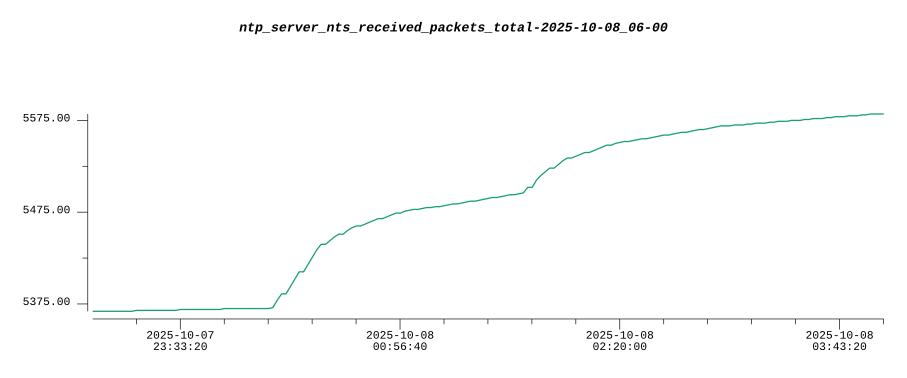 ntp_server_nts_received_packets_total-2025-10-08_06-00
5575.00
5475.00
5375.00
2025-10-07 2025-10-08 2025-10-08 2025-10-08
23:33:20 00:56:40 02:20:00 03:43:20